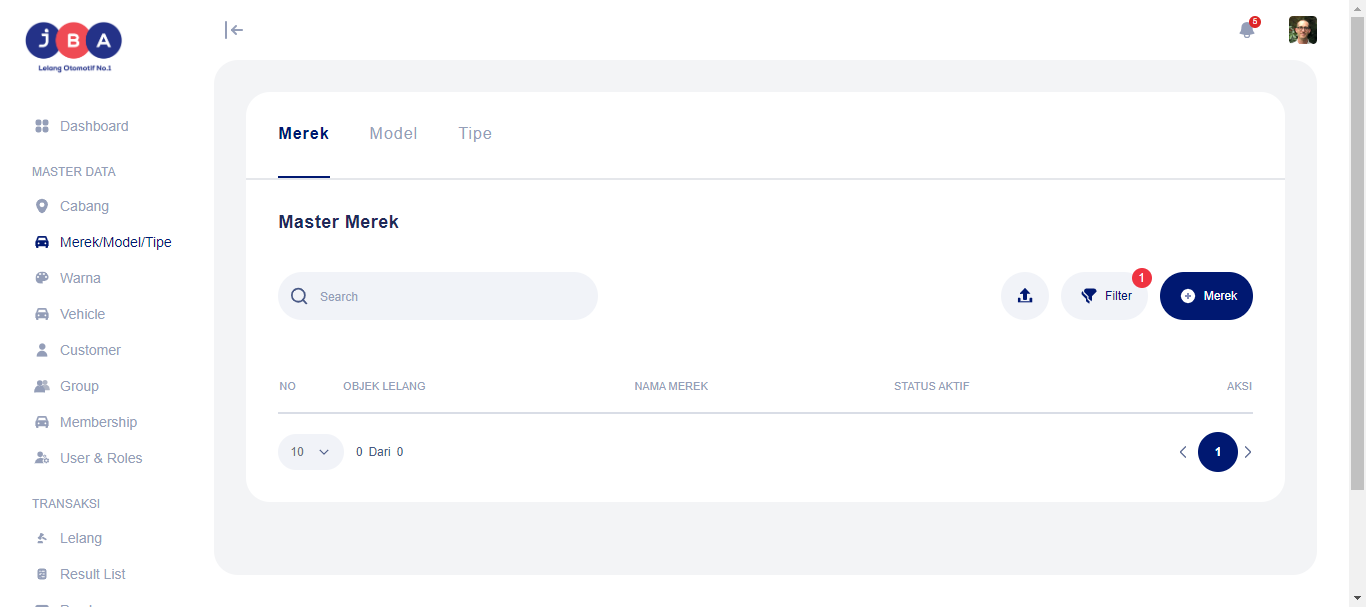 JBA
Lelang Otomotif No.1
5
Dashboard
MASTER DATA
Cabang
Merek/Model/Tipe
Warna
Vehicle
Customer
Group
Membership
User & Roles
TRANSAKSI
Lelang
Result List
Merek Model Tipe
Master Merek
Search
1
Filter
Merek
NO OBJEK LELANG NAMA MEREK STATUS AKTIF AKSI
10 0 Dari 0
1